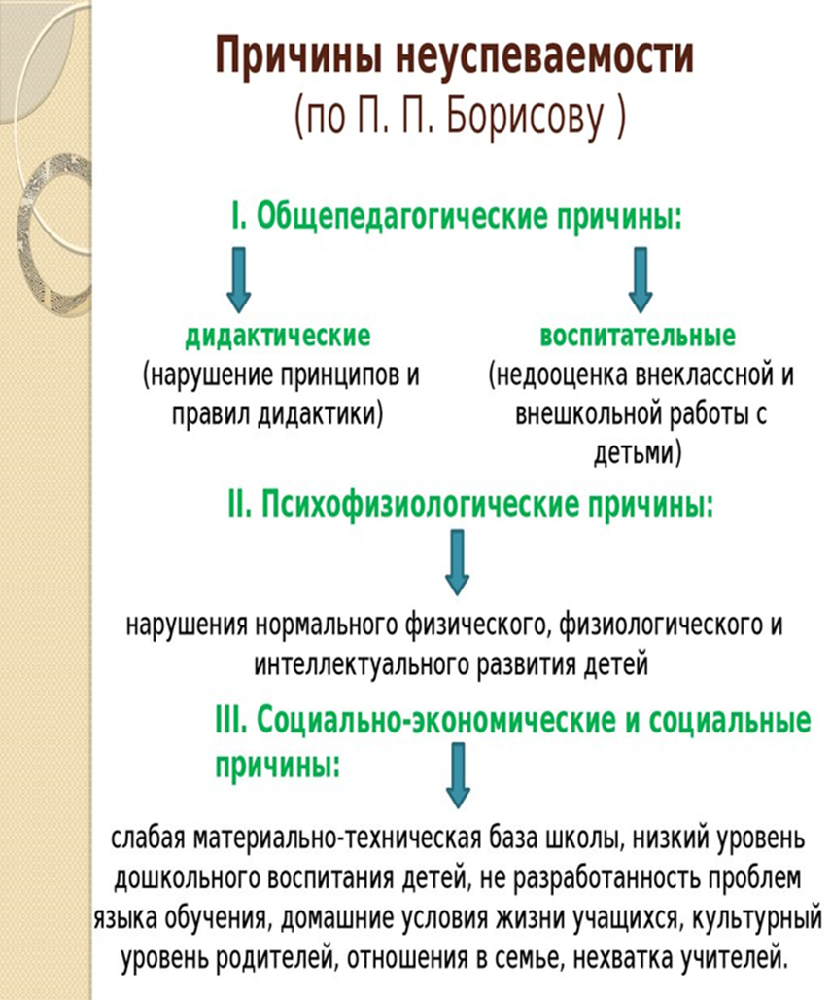 Причины неуспеваемости
(по П. П. Борисову )
I. Общепедагогические причины:
дидактические
(нарушение принципов и
правил дидактики)
воспитательные
(недооценка внеклассной и
внешкольной работы с
детьми)
II. Психофизиологические причины:
нарушения нормального физического, физиологического и
интеллектуального развития детей
III. Социально-экономические и социальные
причины:
слабая материально-техническая база школы, низкий уровень
дошкольного воспитания детей, не разработанность проблем
языка обучения, домашние условия жизни учащихся, культурный
уровень родителей, отношения в семье, нехватка учителей.